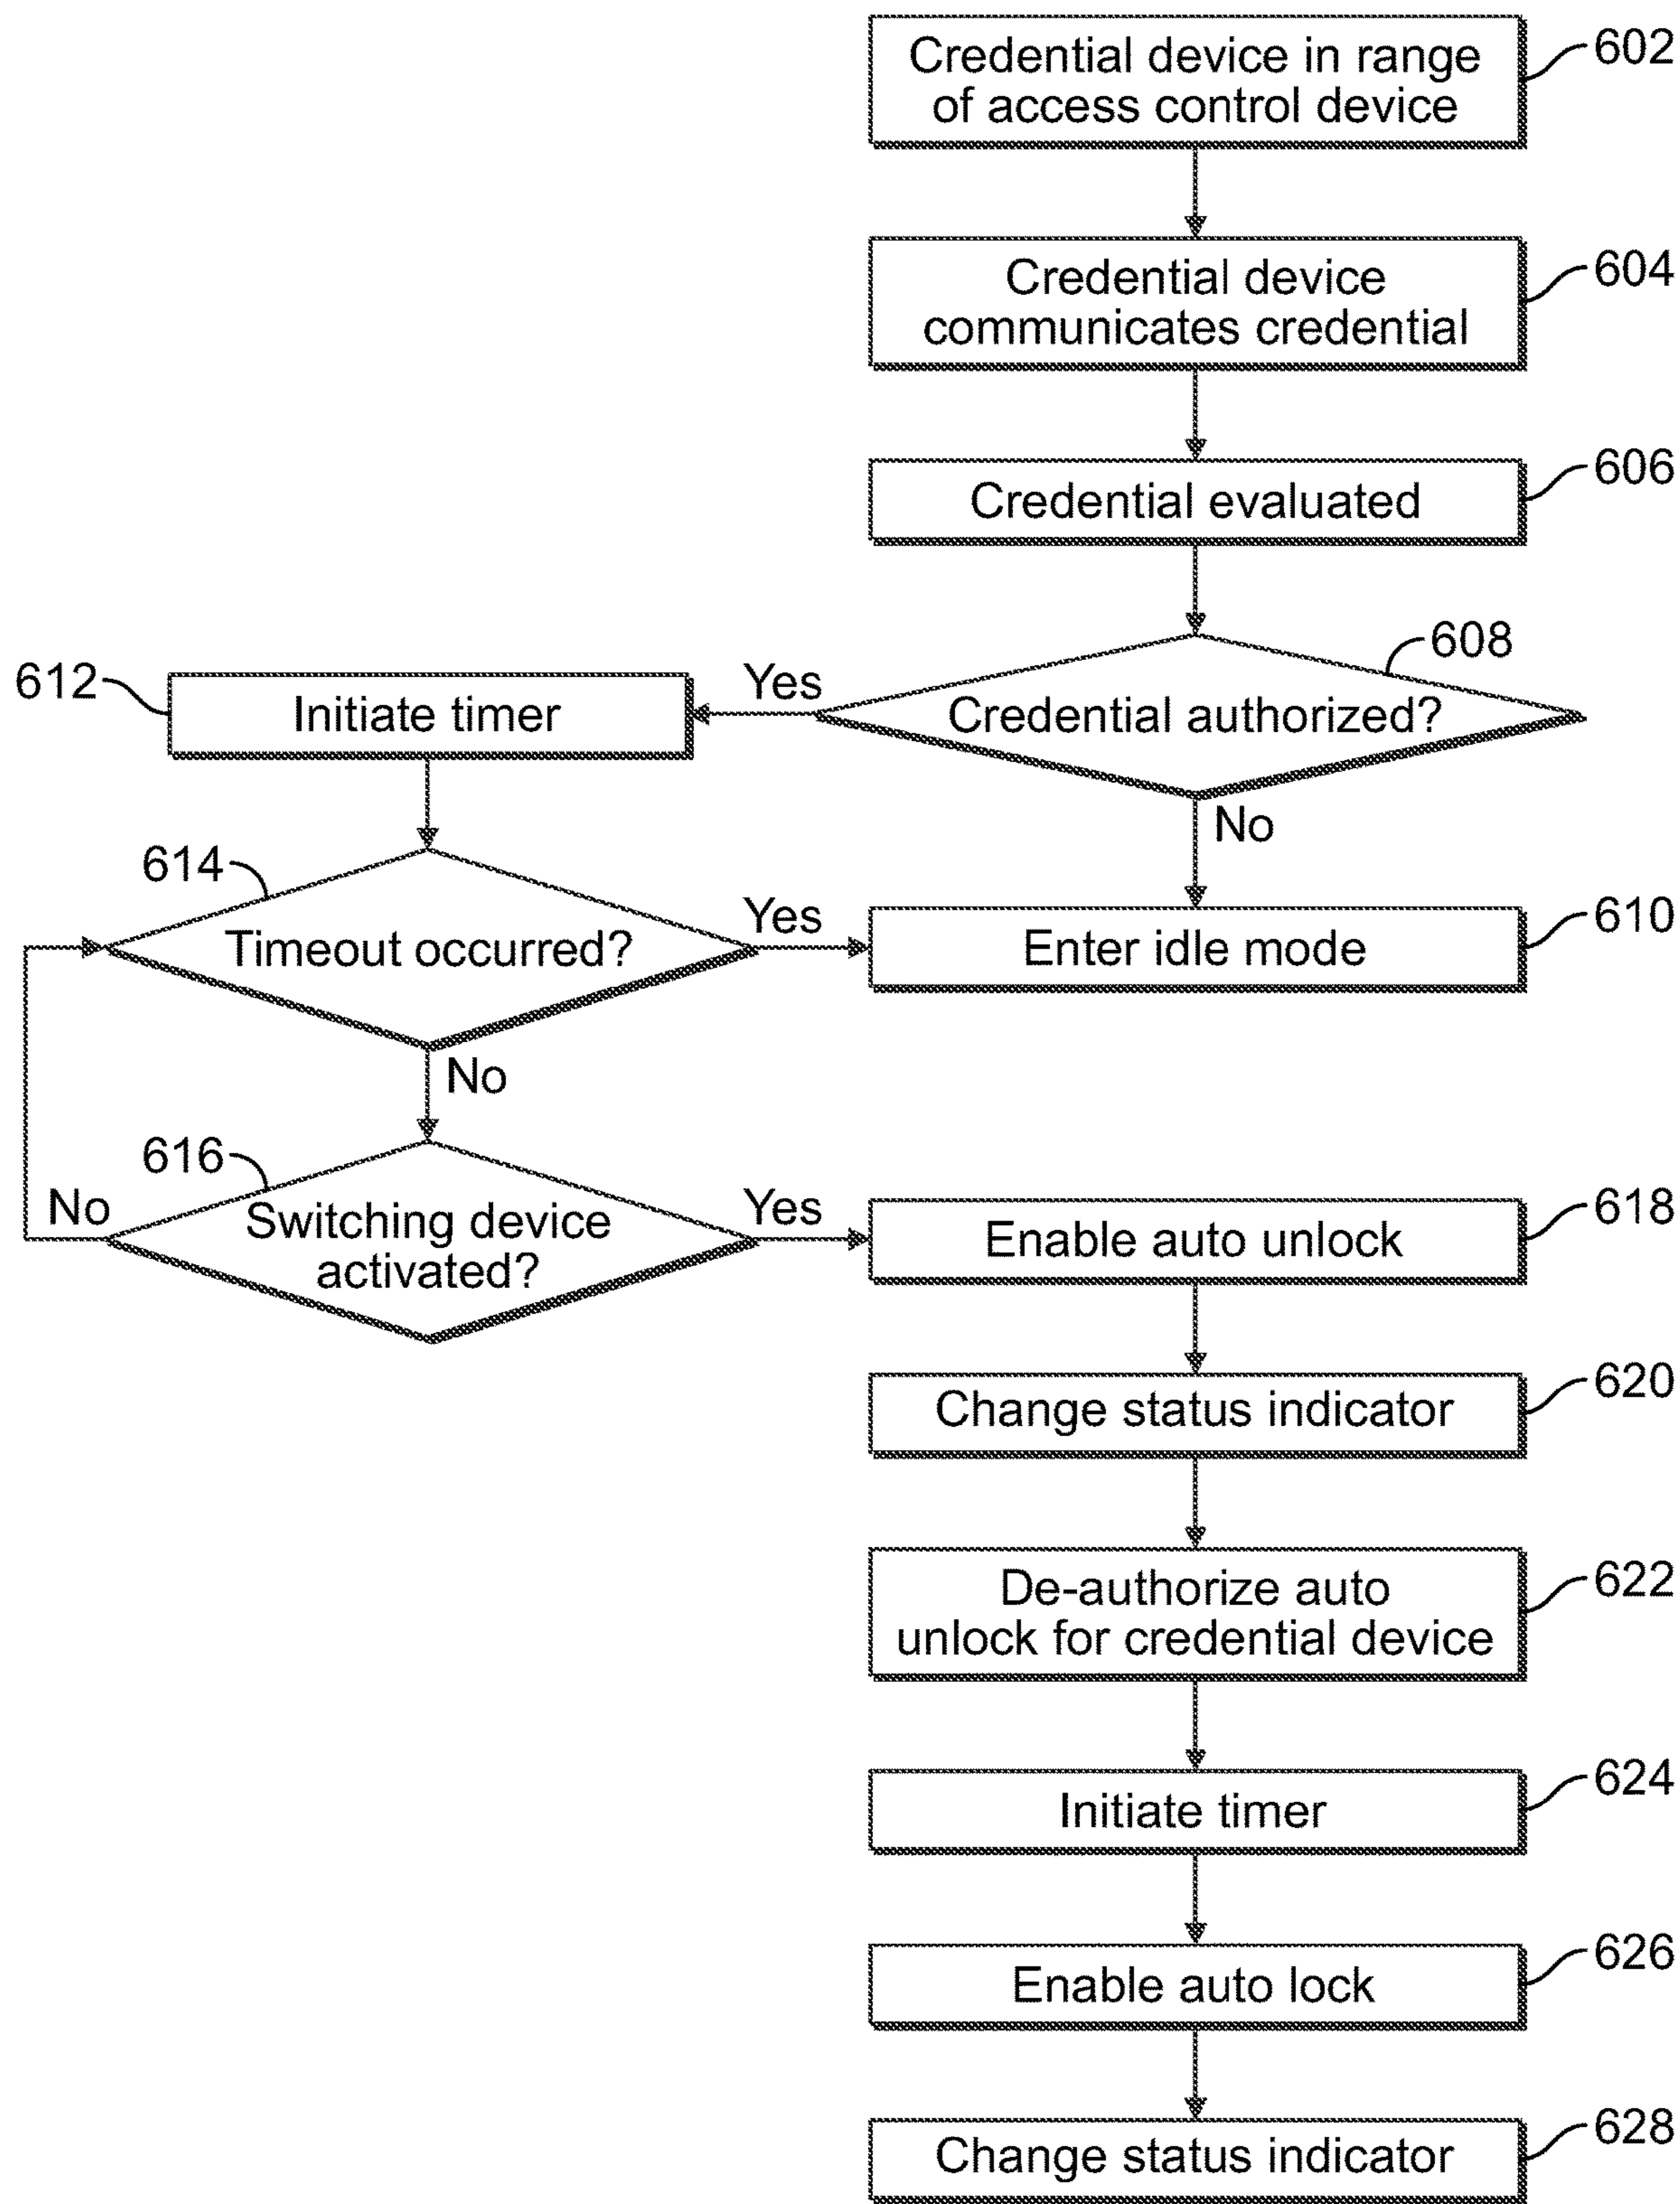 Credential device in range
of access control device
602
Credential device
communicates credential
604
Credential evaluated
606
608
Credential authorized?
Yes
No
612
Initiate timer
614
Timeout occurred?
Yes
No
Enter idle mode
610
616
Switching device
activated?
No
Yes
Enable auto unlock
618
Change status indicator
620
De-authorize auto
unlock for credential device
622
Initiate timer
624
Enable auto lock
626
Change status indicator
628